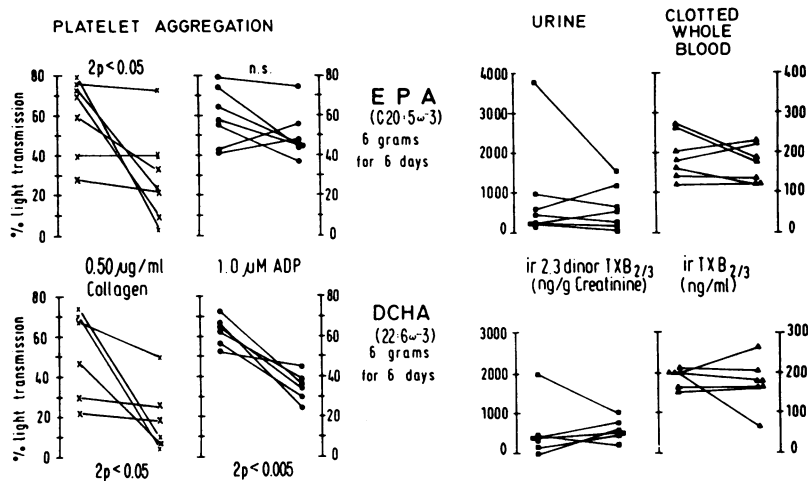 PLATELET AGGREGATION
URINE
CLOTTED
WHOLE
BLOOD
2p < 0.05
n.s.
80
60
40
20
0
% light transmission
80
60
40
20
0
EPA
(C20:5ω-3)
6 grams
for 6 days
4000
3000
2000
1000
0
400
300
200
100
0
0.50 µg/ml
Collagen
1.0 µM ADP
ir 2.3 dinor TXB2/3
(ng/g Creatinine)
ir TXB2/3
(ng/ml)
80
60
40
20
0
% light transmission
80
60
40
20
0
DCHA
(22:6ω-3)
6 grams
for 6 days
3000
2000
1000
0
300
200
100
0
2p < 0.05
2p < 0.005